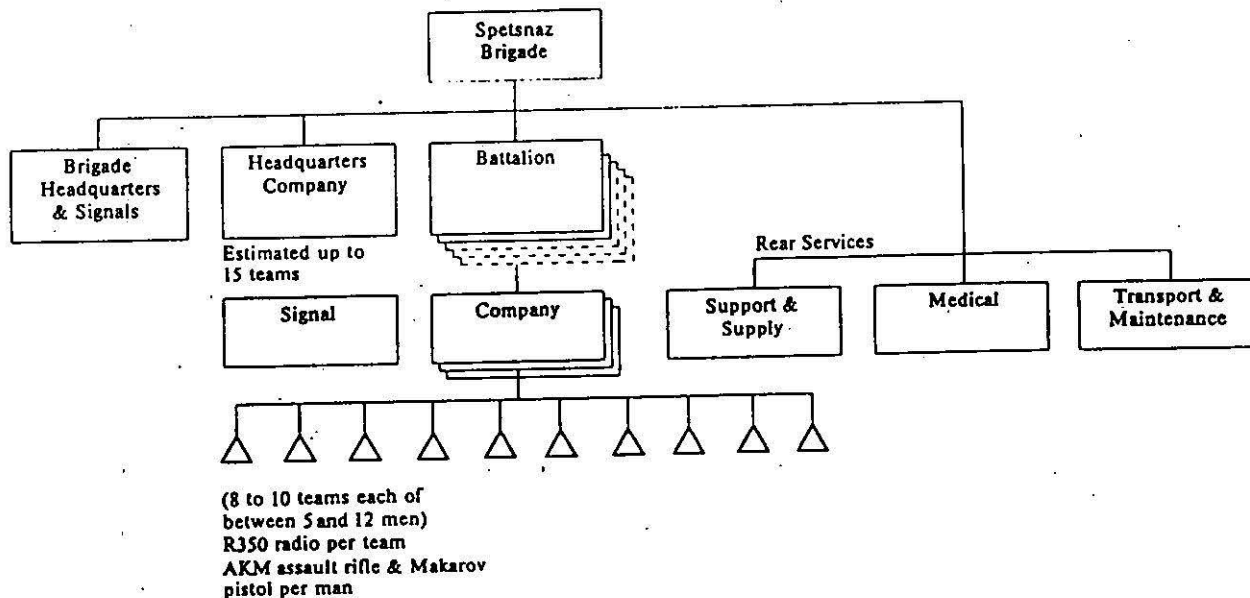 Spetsnaz
Brigade
Brigade
Headquarters
& Signals
Headquarters
Company
Battalion
Estimated up to
15 teams
Rear Services
Signal
Company
Support &
Supply
Medical
Transport &
Maintenance
(8 to 10 teams each of
between 5 and 12 men)
R350 radio per team
AKM assault rifle & Makarov
pistol per man